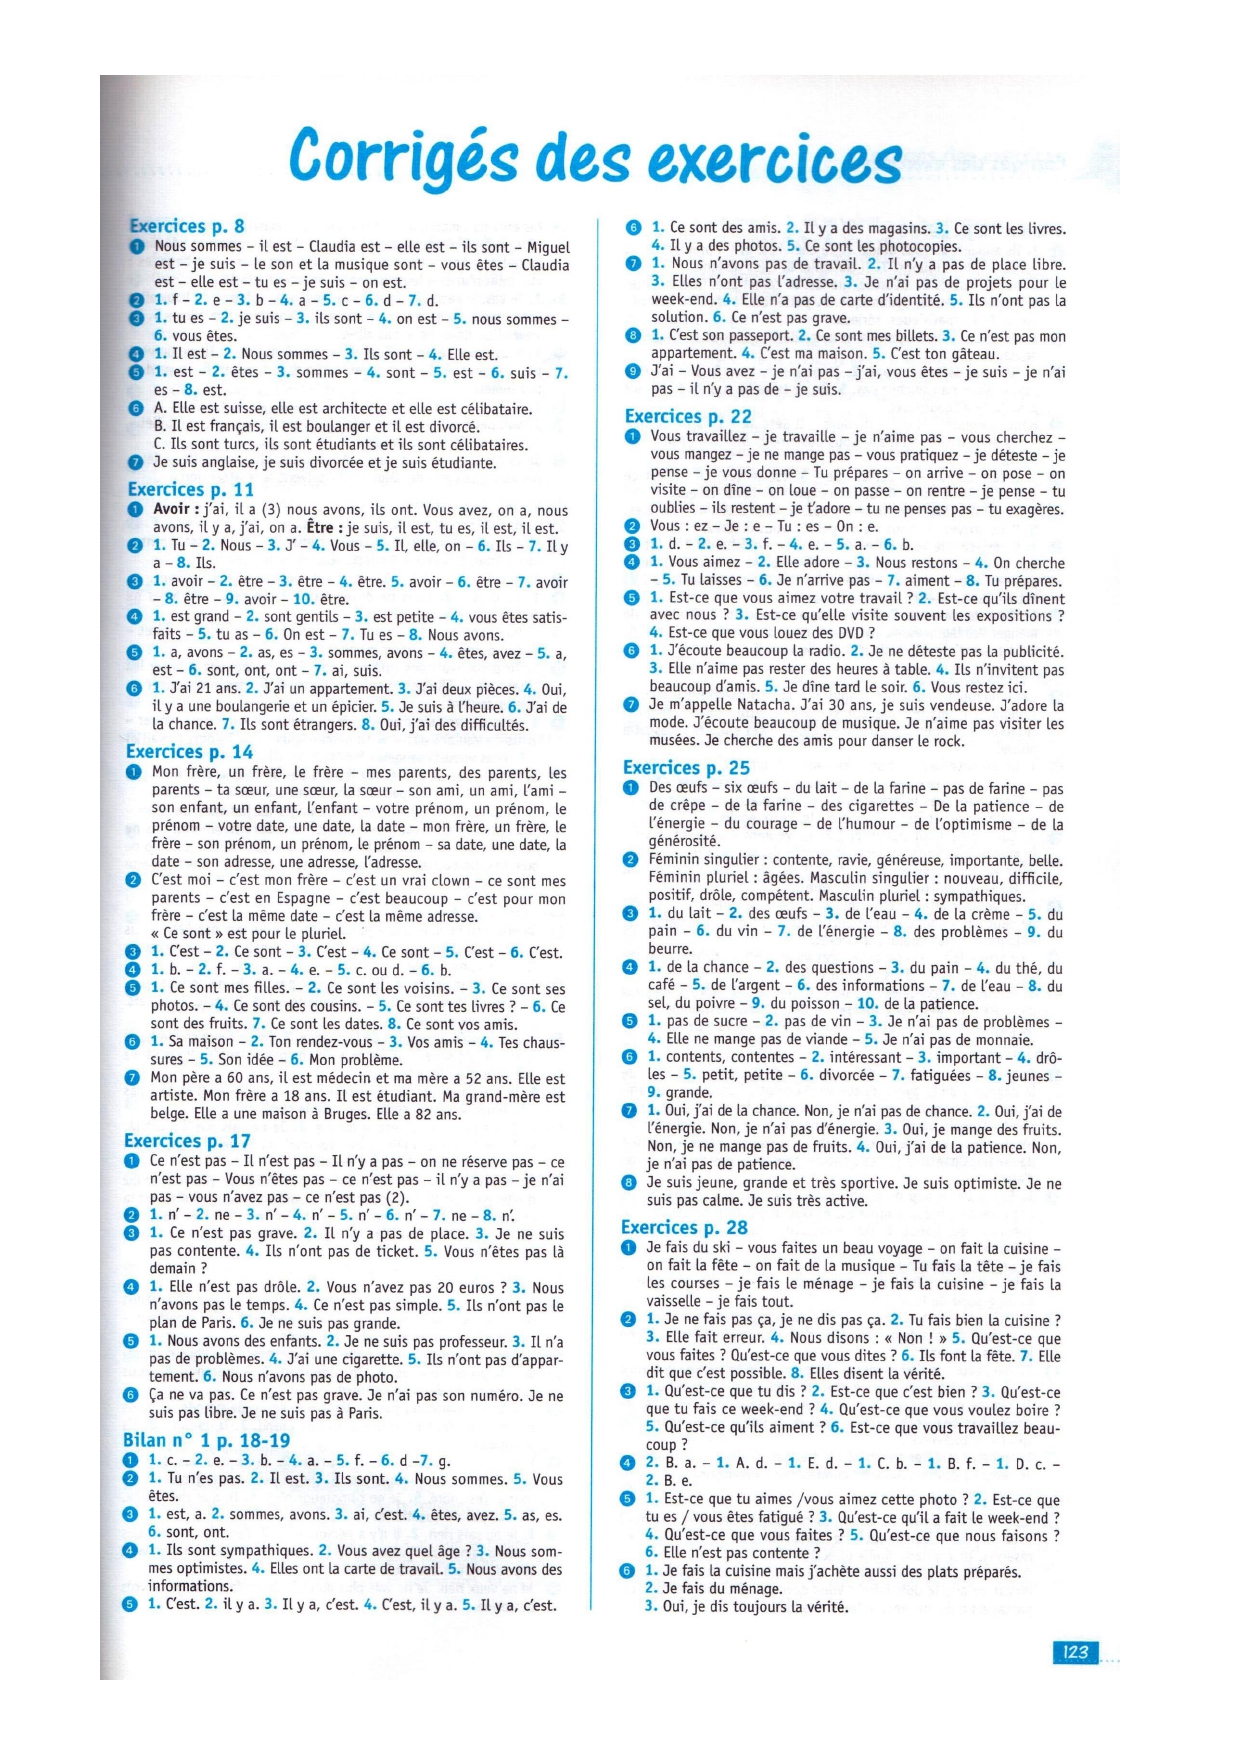 Corrigés des exercices
Exercices p. 8
1 Nous sommes – il est – Claudia est – elle est – ils sont – Miguel
est – je suis – le son et la musique sont – vous êtes – Claudia
est – elle est – tu es – je suis – on est.
2 1. f – 2. e – 3. b – 4. a – 5. c – 6. d – 7. d.
3 1. tu es – 2. je suis – 3. ils sont – 4. on est – 5. nous sommes –
6. vous êtes.
4 1. Il est – 2. Nous sommes – 3. Ils sont – 4. Elle est.
5 1. est – 2. êtes – 3. sommes – 4. sont – 5. est – 6. suis – 7.
es – 8. est.
6 A. Elle est suisse, elle est architecte et elle est célibataire.
B. Il est français, il est boulanger et il est divorcé.
C. Ils sont turcs, ils sont étudiants et ils sont célibataires.
7 Je suis anglaise, je suis divorcée et je suis étudiante.
Exercices p. 11
1 Avoir : j'ai, il a (3) nous avons, ils ont. Vous avez, on a, nous
avons, il y a, j'ai, on a. Être : je suis, il est, tu es, il est, il est.
2 1. Tu – 2. Nous – 3. J' – 4. Vous – 5. Il, elle, on – 6. Ils – 7. Il y
a – 8. Ils.
3 1. avoir – 2. être – 3. être – 4. être. 5. avoir – 6. être – 7. avoir
– 8. être – 9. avoir – 10. être.
4 1. est grand – 2. sont gentils – 3. est petite – 4. vous êtes satis-
faits – 5. tu as – 6. On est – 7. Tu es – 8. Nous avons.
5 1. a, avons – 2. as, es – 3. sommes, avons – 4. êtes, avez – 5. a,
est – 6. sont, ont, ont – 7. ai, suis.
6 1. J'ai 21 ans. 2. J'ai un appartement. 3. J'ai deux pièces. 4. Oui,
il y a une boulangerie et un épicier. 5. Je suis à l'heure. 6. J'ai de
la chance. 7. Ils sont étrangers. 8. Oui, j'ai des difficultés.
Exercices p. 14
1 Mon frère, un frère, le frère – mes parents, des parents, les
parents – ta sœur, une sœur, la sœur – son ami, un ami, l'ami –
son enfant, un enfant, l'enfant – votre prénom, un prénom, le
prénom – votre date, une date, la date – mon frère, un frère, le
frère – son prénom, un prénom, le prénom – sa date, une date, la
date – son adresse, une adresse, l'adresse.
2 C'est moi – c'est mon frère – c'est un vrai clown – ce sont mes
parents – c'est en Espagne – c'est beaucoup – c'est pour mon
frère – c'est la même date – c'est la même adresse.
« Ce sont » est pour le pluriel.
3 1. C'est – 2. Ce sont – 3. C'est – 4. Ce sont – 5. C'est – 6. C'est.
4 1. b. – 2. f. – 3. a. – 4. e. – 5. c. ou d. – 6. b.
5 1. Ce sont mes filles. – 2. Ce sont les voisins. – 3. Ce sont ses
photos. – 4. Ce sont des cousins. – 5. Ce sont tes livres ? – 6. Ce
sont des fruits. 7. Ce sont les dates. 8. Ce sont vos amis.
6 1. Sa maison – 2. Ton rendez-vous – 3. Vos amis – 4. Tes chaus-
sures – 5. Son idée – 6. Mon problème.
7 Mon père a 60 ans, il est médecin et ma mère a 52 ans. Elle est
artiste. Mon frère a 18 ans. Il est étudiant. Ma grand-mère est
belge. Elle a une maison à Bruges. Elle a 82 ans.
Exercices p. 17
1 Ce n'est pas – Il n'est pas – Il n'y a pas – on ne réserve pas – ce
n'est pas – Vous n'êtes pas – ce n'est pas – il n'y a pas – je n'ai
pas – vous n'avez pas – ce n'est pas (2).
2 1. n' – 2. ne – 3. n' – 4. n' – 5. n' – 6. n' – 7. ne – 8. n'.
3 1. Ce n'est pas grave. 2. Il n'y a pas de place. 3. Je ne suis
pas contente. 4. Ils n'ont pas de ticket. 5. Vous n'êtes pas là
demain ?
4 1. Elle n'est pas drôle. 2. Vous n'avez pas 20 euros ? 3. Nous
n'avons pas le temps. 4. Ce n'est pas simple. 5. Ils n'ont pas le
plan de Paris. 6. Je ne suis pas grande.
5 1. Nous avons des enfants. 2. Je ne suis pas professeur. 3. Il n'a
pas de problèmes. 4. J'ai une cigarette. 5. Ils n'ont pas d'appar-
tement. 6. Nous n'avons pas de photo.
6 Ça ne va pas. Ce n'est pas grave. Je n'ai pas son numéro. Je ne
suis pas libre. Je ne suis pas à Paris.
Bilan n° 1 p. 18-19
1 1. c. – 2. e. – 3. b. – 4. a. – 5. f. – 6. d –7. g.
2 1. Tu n'es pas. 2. Il est. 3. Ils sont. 4. Nous sommes. 5. Vous
êtes.
3 1. est, a. 2. sommes, avons. 3. ai, c'est. 4. êtes, avez. 5. as, es.
6. sont, ont.
4 1. Ils sont sympathiques. 2. Vous avez quel âge ? 3. Nous som-
mes optimistes. 4. Elles ont la carte de travail. 5. Nous avons des
informations.
5 1. C'est. 2. il y a. 3. Il y a, c'est. 4. C'est, il y a. 5. Il y a, c'est.
6 1. Ce sont des amis. 2. Il y a des magasins. 3. Ce sont les livres.
4. Il y a des photos. 5. Ce sont les photocopies.
7 1. Nous n'avons pas de travail. 2. Il n'y a pas de place libre.
3. Elles n'ont pas l'adresse. 3. Je n'ai pas de projets pour le
week-end. 4. Elle n'a pas de carte d'identité. 5. Ils n'ont pas la
solution. 6. Ce n'est pas grave.
8 1. C'est son passeport. 2. Ce sont mes billets. 3. Ce n'est pas mon
appartement. 4. C'est ma maison. 5. C'est ton gâteau.
9 J'ai – Vous avez – je n'ai pas – j'ai, vous êtes – je suis – je n'ai
pas – il n'y a pas de – je suis.
Exercices p. 22
1 Vous travaillez – je travaille – je n'aime pas – vous cherchez –
vous mangez – je ne mange pas – vous pratiquez – je déteste – je
pense – je vous donne – Tu prépares – on arrive – on pose – on
visite – on dîne – on loue – on passe – on rentre – je pense – tu
oublies – ils restent – je t'adore – tu ne penses pas – tu exagères.
2 Vous : ez – Je : e – Tu : es – On : e.
3 1. d. – 2. e. – 3. f. – 4. e. – 5. a. – 6. b.
4 1. Vous aimez – 2. Elle adore – 3. Nous restons – 4. On cherche
– 5. Tu laisses – 6. Je n'arrive pas – 7. aiment – 8. Tu prépares.
5 1. Est-ce que vous aimez votre travail ? 2. Est-ce qu'ils dînent
avec nous ? 3. Est-ce qu'elle visite souvent les expositions ?
4. Est-ce que vous louez des DVD ?
6 1. J'écoute beaucoup la radio. 2. Je ne déteste pas la publicité.
3. Elle n'aime pas rester des heures à table. 4. Ils n'invitent pas
beaucoup d'amis. 5. Je dîne tard le soir. 6. Vous restez ici.
7 Je m'appelle Natacha. J'ai 30 ans, je suis vendeuse. J'adore la
mode. J'écoute beaucoup de musique. Je n'aime pas visiter les
musées. Je cherche des amis pour danser le rock.
Exercices p. 25
1 Des œufs – six œufs – du lait – de la farine – pas de farine – pas
de crêpe – de la farine – des cigarettes – De la patience – de
l'énergie – du courage – de l'humour – de l'optimisme – de la
générosité.
2 Féminin singulier : contente, ravie, généreuse, importante, belle.
Féminin pluriel : âgées. Masculin singulier : nouveau, difficile,
positif, drôle, compétent. Masculin pluriel : sympathiques.
3 1. du lait – 2. des œufs – 3. de l'eau – 4. de la crème – 5. du
pain – 6. du vin – 7. de l'énergie – 8. des problèmes – 9. du
beurre.
4 1. de la chance – 2. des questions – 3. du pain – 4. du thé, du
café – 5. de l'argent – 6. des informations – 7. de l'eau – 8. du
sel, du poivre – 9. du poisson – 10. de la patience.
5 1. pas de sucre – 2. pas de vin – 3. Je n'ai pas de problèmes –
4. Elle ne mange pas de viande – 5. Je n'ai pas de monnaie.
6 1. contents, contentes – 2. intéressant – 3. important – 4. drô-
les – 5. petit, petite – 6. divorcée – 7. fatiguées – 8. jeunes –
9. grande.
7 1. Oui, j'ai de la chance. Non, je n'ai pas de chance. 2. Oui, j'ai de
l'énergie. Non, je n'ai pas d'énergie. 3. Oui, je mange des fruits.
Non, je ne mange pas de fruits. 4. Oui, j'ai de la patience. Non,
je n'ai pas de patience.
8 Je suis jeune, grande et très sportive. Je suis optimiste. Je ne
suis pas calme. Je suis très active.
Exercices p. 28
1 Je fais du ski – vous faites un beau voyage – on fait la cuisine –
on fait la fête – on fait de la musique – Tu fais la tête – je fais
les courses – je fais le ménage – je fais la cuisine – je fais la
vaisselle – je fais tout.
2 1. Je ne fais pas ça, je ne dis pas ça. 2. Tu fais bien la cuisine ?
3. Elle fait erreur. 4. Nous disons : « Non ! » 5. Qu'est-ce que
vous faites ? Qu'est-ce que vous dites ? 6. Ils font la fête. 7. Elle
dit que c'est possible. 8. Elles disent la vérité.
3 1. Qu'est-ce que tu dis ? 2. Est-ce que c'est bien ? 3. Qu'est-ce
que tu fais ce week-end ? 4. Qu'est-ce que vous voulez boire ?
5. Qu'est-ce qu'ils aiment ? 6. Est-ce que vous travaillez beau-
coup ?
4 2. B. a. – 1. A. d. – 1. E. d. – 1. C. b. – 1. B. f. – 1. D. c. –
2. B. e.
5 1. Est-ce que tu aimes /vous aimez cette photo ? 2. Est-ce que
tu es / vous êtes fatigué ? 3. Qu'est-ce qu'il a fait le week-end ?
4. Qu'est-ce que vous faites ? 5. Qu'est-ce que nous faisons ?
6. Elle n'est pas contente ?
6 1. Je fais la cuisine mais j'achète aussi des plats préparés.
2. Je fais du ménage.
3. Oui, je dis toujours la vérité.
123